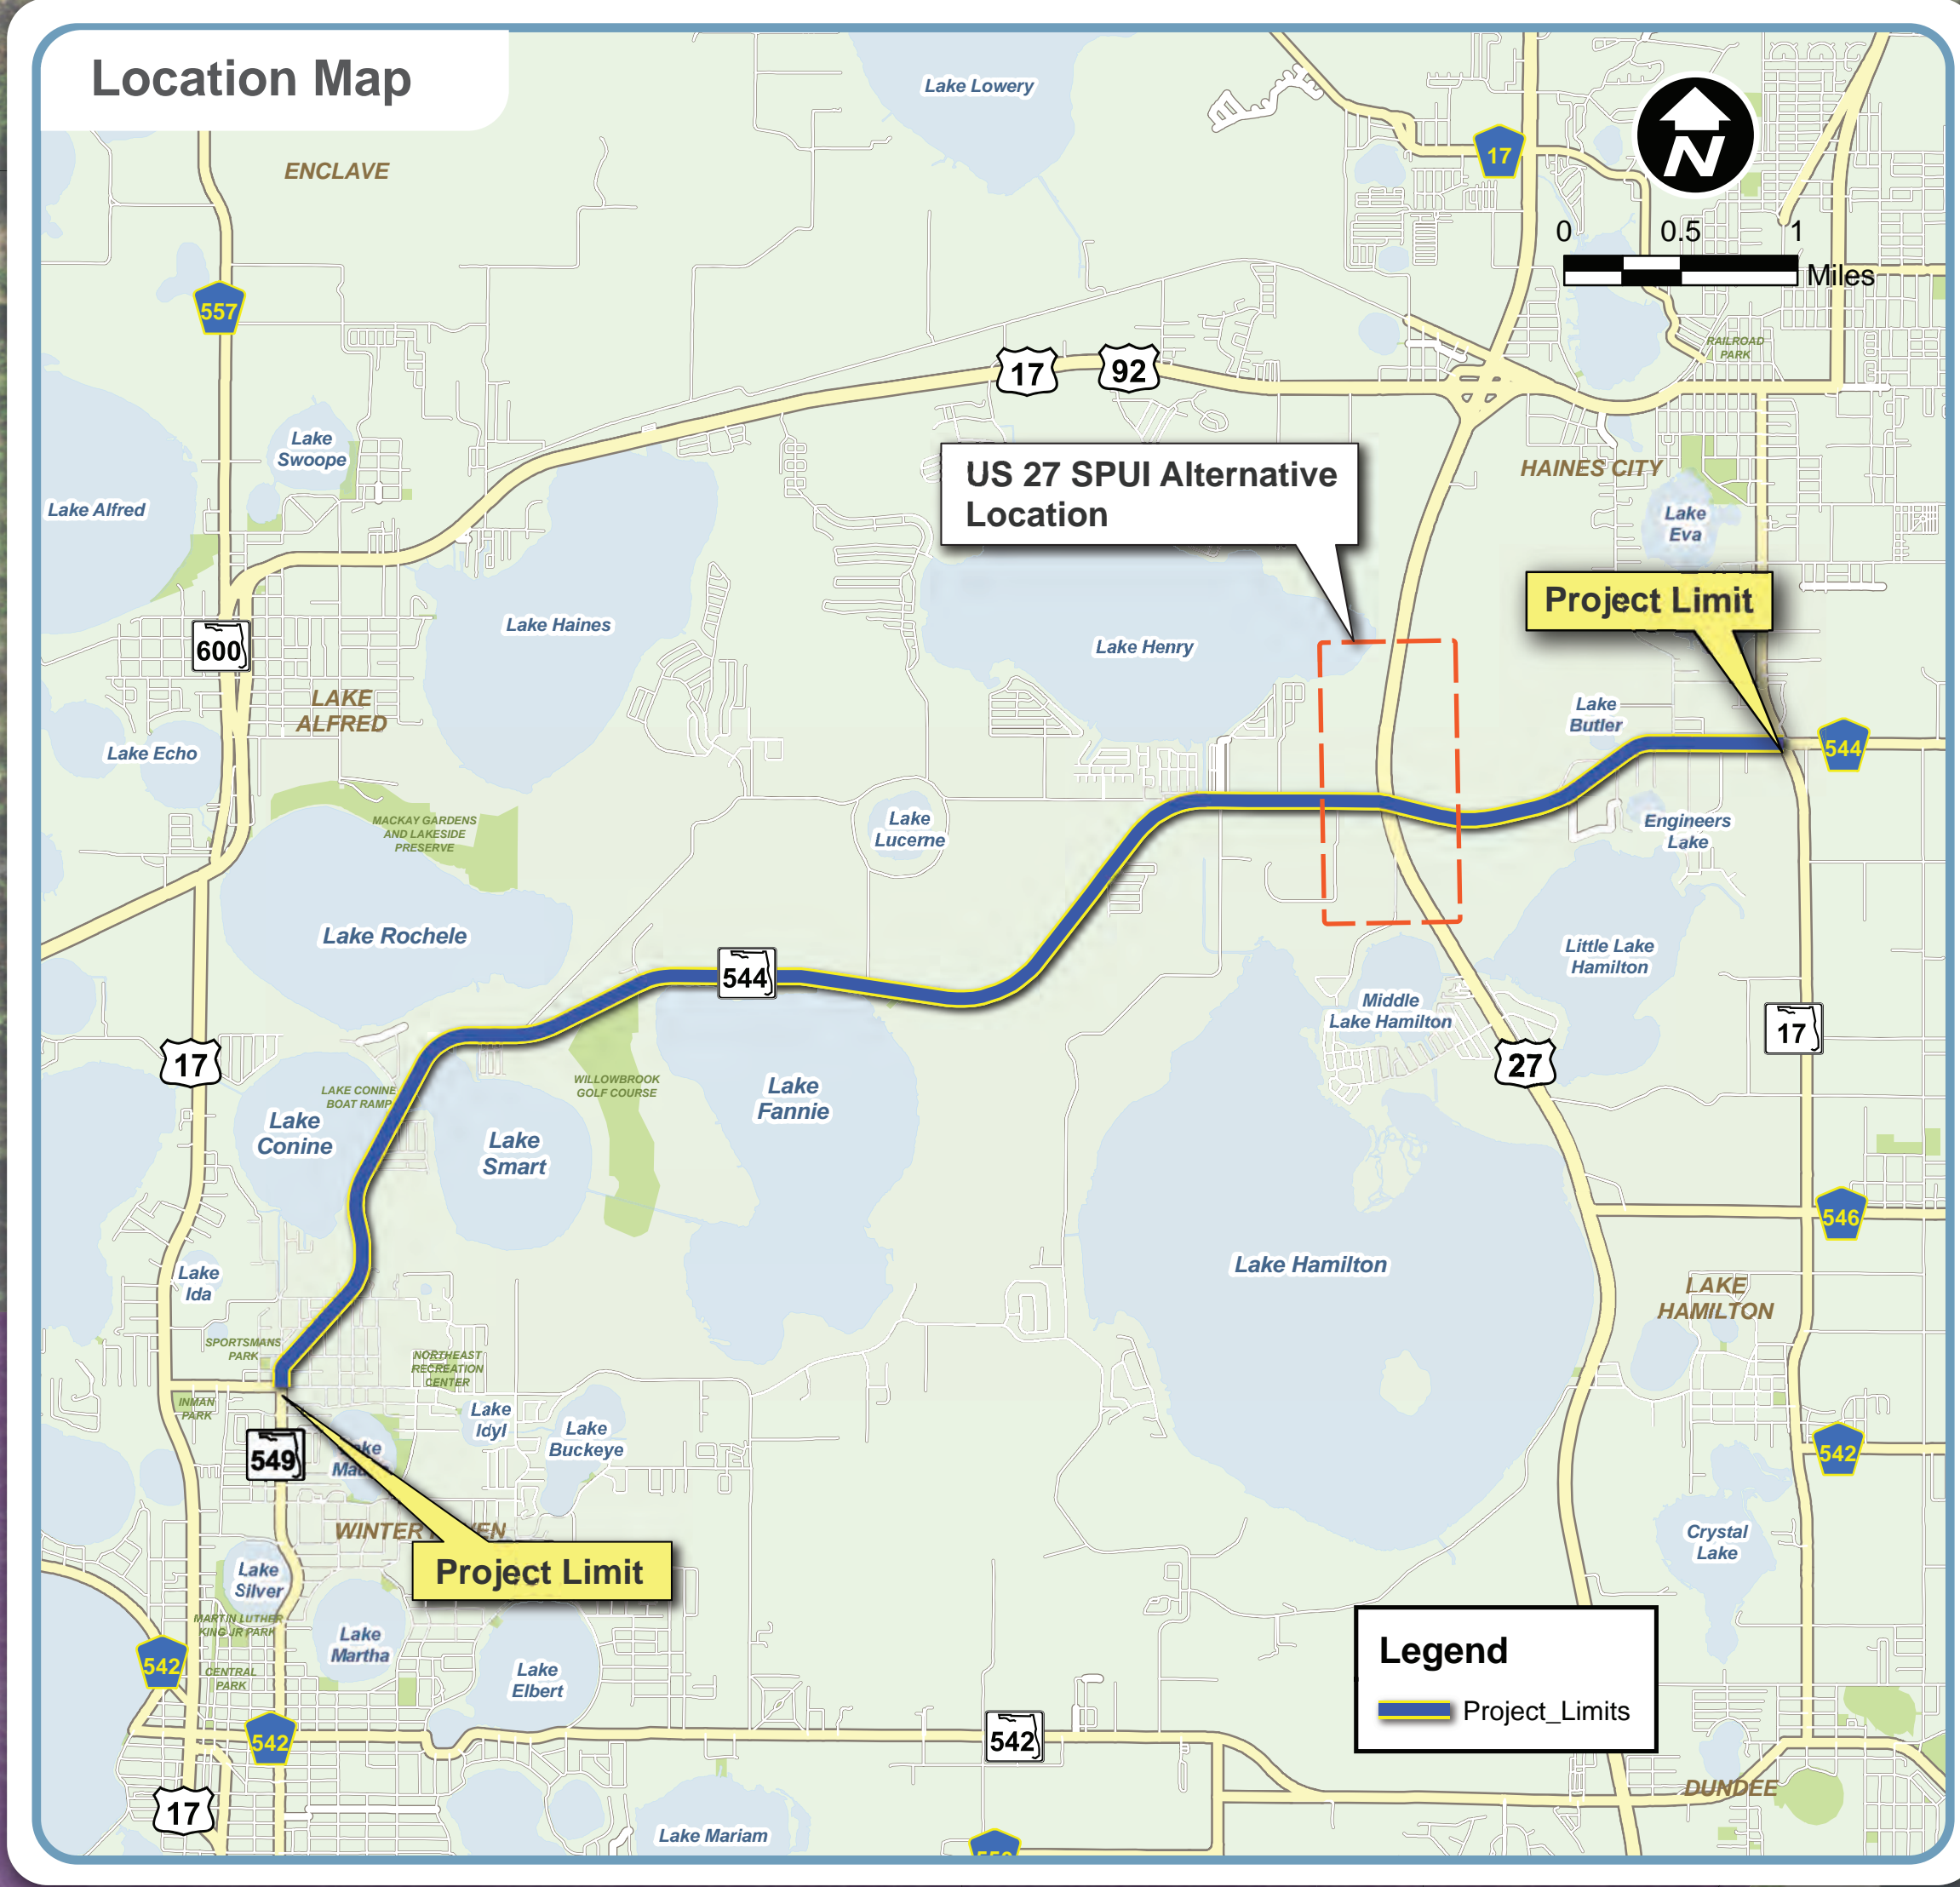 Location Map
Lake Lowery
ENCLAVE
17
N
0 0.5 1
Miles
557
RAILROAD
PARK
17
92
Lake
Swoope
US 27 SPUI Alternative
Location
HAINES CITY
Lake Alfred
Lake
Eva
Project Limit
Lake Haines
600
Lake Henry
LAKE
ALFRED
Lake
Butler
Lake Echo
544
MACKAY GARDENS
AND LAKESIDE
PRESERVE
Lake
Lucerne
Engineers
Lake
Lake Rochele
Little Lake
Hamilton
544
Middle
Lake Hamilton
17
17
27
LAKE CONINE
BOAT RAMP
WILLOWBROOK
GOLF COURSE
Lake
Fannie
Lake
Conine
Lake
Smart
546
Lake Hamilton
Lake
Ida
LAKE
HAMILTON
SPORTSMANS
PARK
NORTHEAST
RECREATION
CENTER
INMAN
PARK
Lake
Idyl
Lake
Buckeye
549
542
WINTER
Project Limit
Crystal
Lake
Lake
Silver
MARTIN LUTHER
KING JR PARK
Lake
Martha
542
CENTRAL
PARK
Lake
Elbert
Legend
Project_Limits
542
542
17
DUNDEE
Lake Mariam